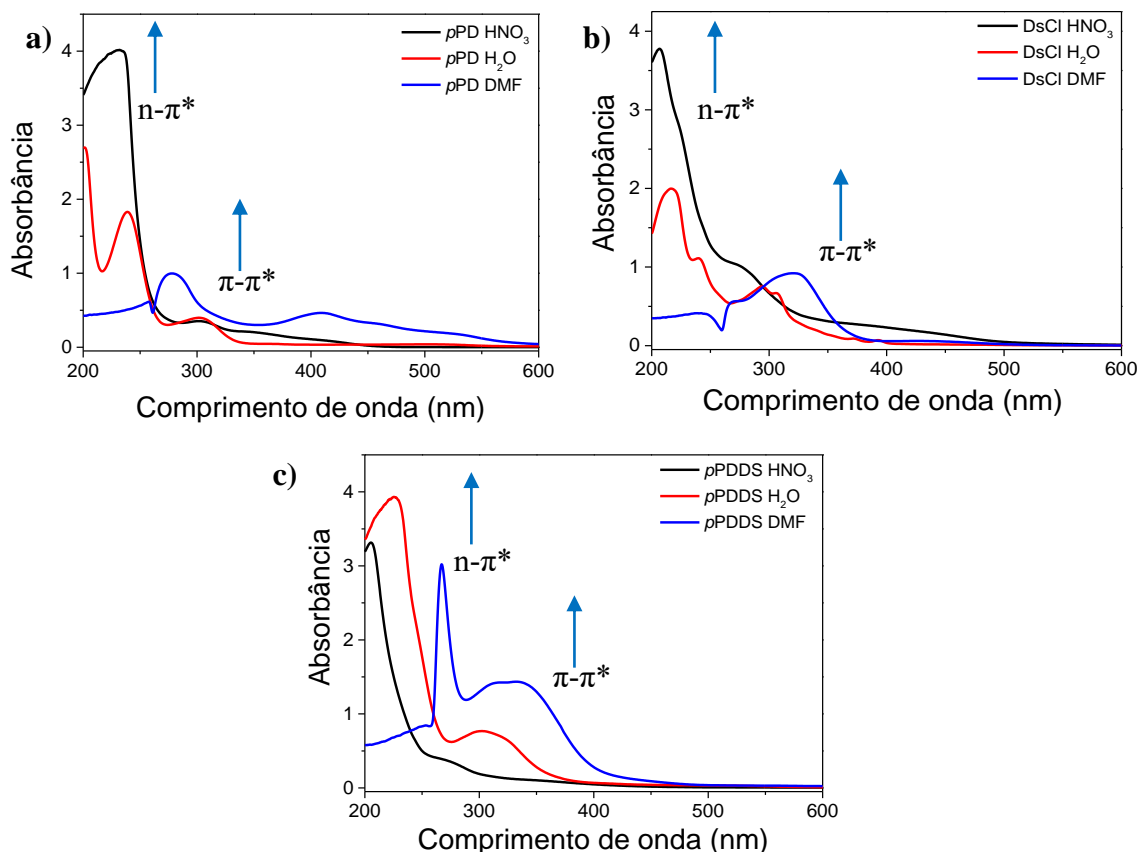 a)
pPD HNO₃
pPD H₂O
pPD DMF
n-π*
π-π*
Absorbância
4
3
2
1
0
200 300 400 500 600
Comprimento de onda (nm)
b)
DsCl HNO₃
DsCl H₂O
DsCl DMF
n-π*
π-π*
Absorbância
4
3
2
1
0
200 300 400 500 600
Comprimento de onda (nm)
c)
pPDDS HNO₃
pPDDS H₂O
pPDDS DMF
n-π*
π-π*
Absorbância
4
3
2
1
0
200 300 400 500 600
Comprimento de onda (nm)